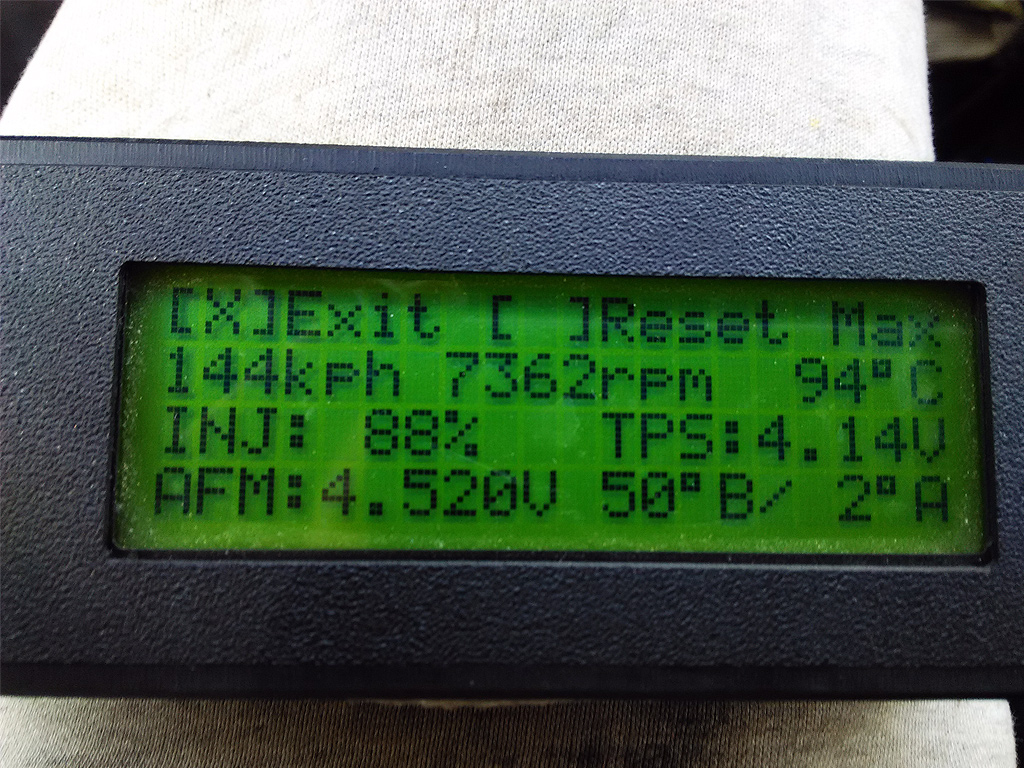 [X]Exit [ ]Reset Max
144kph 7362rpm 94°C
INJ: 88% TPS:4.14V
AFM:4.520V 50°B/ 2°A